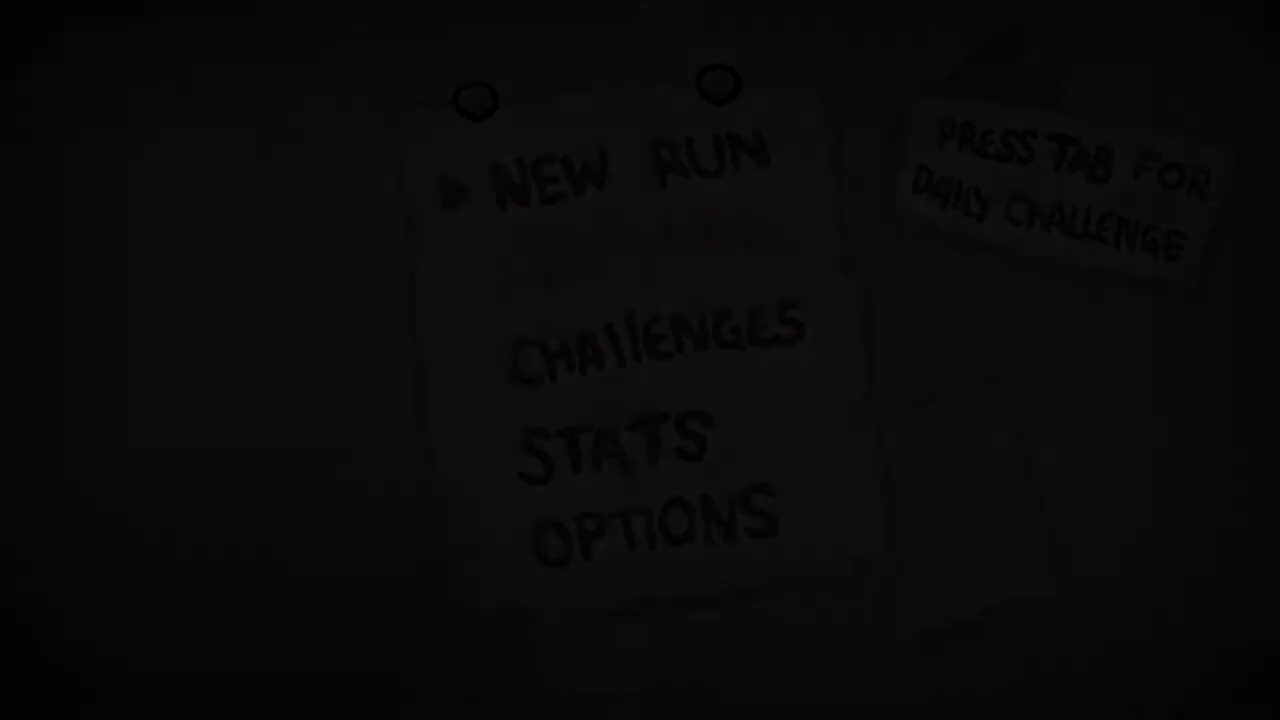 NEW RUN
CHALLENGES
STATS
OPTIONS
PRESS TAB FOR
DAILY CHALLENGE